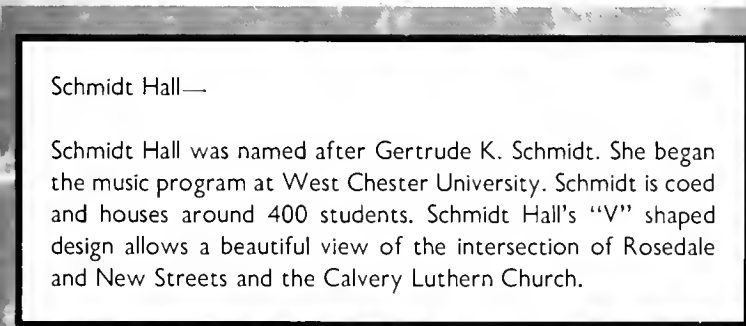 Schmidt Hall—
Schmidt Hall was named after Gertrude K. Schmidt. She began
the music program at West Chester University. Schmidt is coed
and houses around 400 students. Schmidt Hall's "V" shaped
design allows a beautiful view of the intersection of Rosedale
and New Streets and the Calvery Luthern Church.